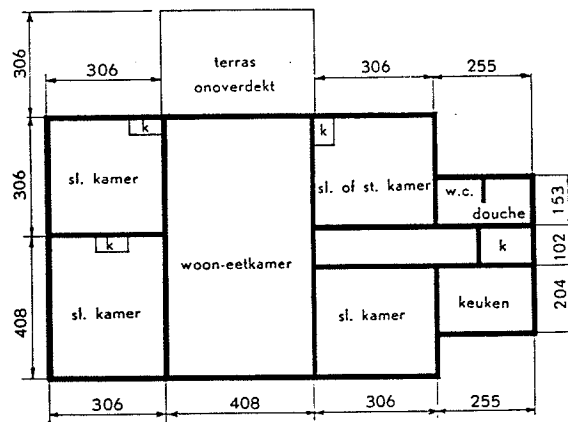 306
terras
onoverdekt
306
306
255
k
k
306
sl. kamer
sl. of st. kamer
w.c.
douche
153
k
woon-eetkamer
k
102
408
sl. kamer
sl. kamer
keuken
204
306
408
306
255